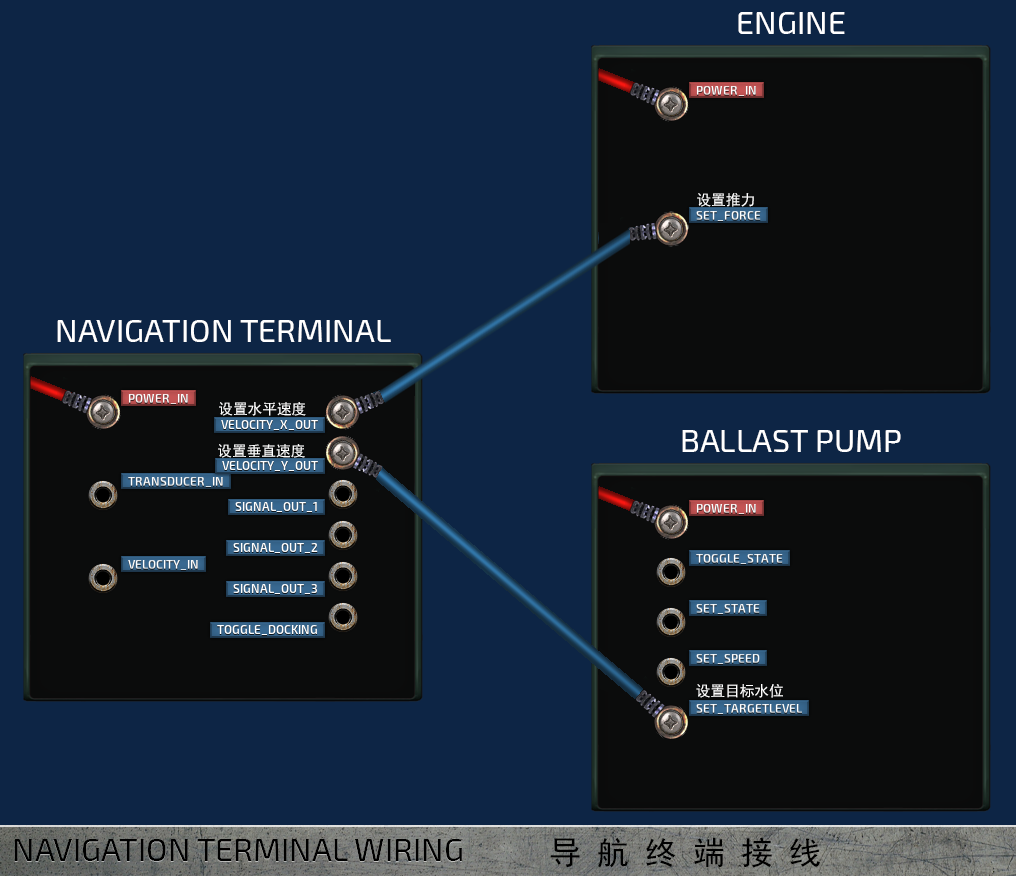 ENGINE
POWER_IN
设置推力
SET_FORCE
NAVIGATION TERMINAL
POWER_IN
设置水平速度
VELOCITY_X_OUT
设置垂直速度
VELOCITY_Y_OUT
TRANSDUCER_IN
SIGNAL_OUT_1
SIGNAL_OUT_2
VELOCITY_IN
SIGNAL_OUT_3
TOGGLE_DOCKING
BALLAST PUMP
POWER_IN
TOGGLE_STATE
SET_STATE
SET_SPEED
设置目标水位
SET_TARGETLEVEL
NAVIGATION TERMINAL WIRING 导航终端接线